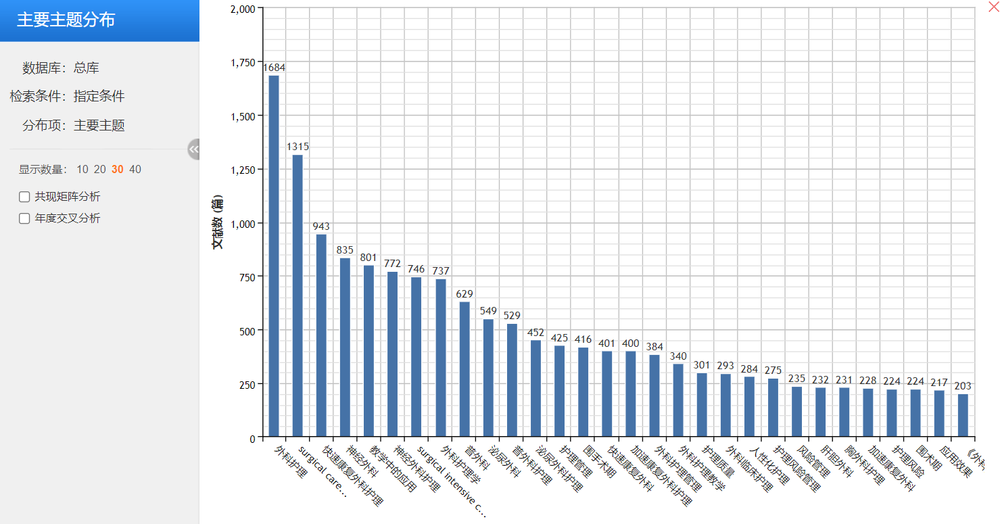 主要主题分布
数据库：总库
检索条件：指定条件
分布项：主要主题
显示数量： 10 20 30 40
共现矩阵分析
年度交叉分析
文献数 (篇)
2,000
1,750
1,500
1,250
1,000
750
500
250
0
1684
1315
943
835
801
772
746
737
629
549
529
452
425
416
401
400
384
340
301
293
284
275
235
232
231
228
224
224
217
203
外科护理
surgical care...
快速康复外科护理
神经外科
教学中的应用
神经外科护理
surgical Intensive c...
外科护理学
普外科
泌尿外科
普外科护理
泌尿外科护理
护理管理
围手术期
快速康复外科
加速康复外科护理
外科护理管理
外科护理教学
护理质量
外科临床护理
人性化护理
护理风险管理
风险管理
肝胆外科
胸外科护理
加速康复外科
护理风险
围术期
应用效果
《外科